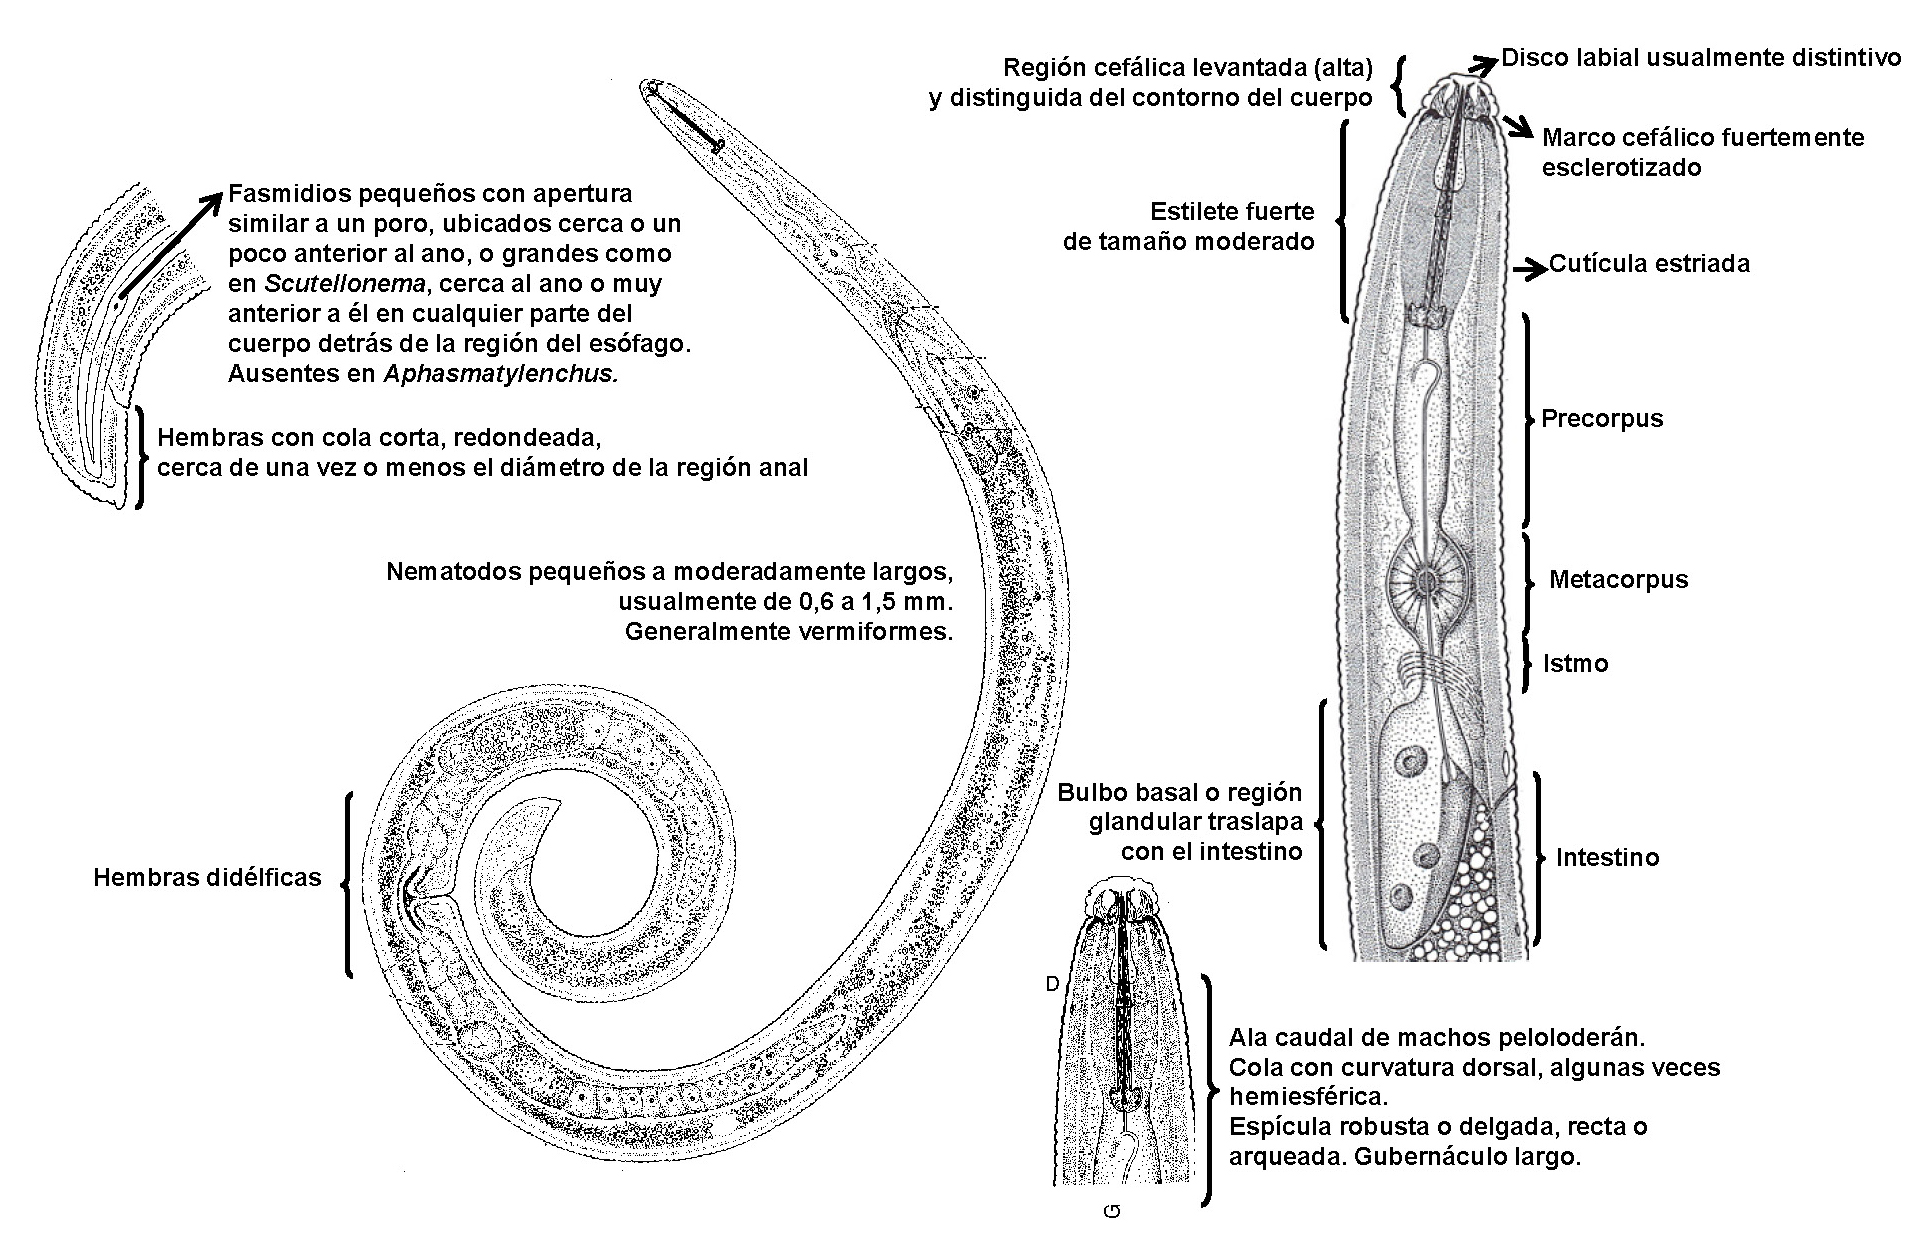 Región cefálica levantada (alta)
y distinguida del contorno del cuerpo
Disco labial usualmente distintivo
Marco cefálico fuertemente
esclerotizado
Estilete fuerte
de tamaño moderado
Cutícula estriada
Fasmidios pequeños con apertura
similar a un poro, ubicados cerca o un
poco anterior al ano, o grandes como
en Scutellonema, cerca al ano o muy
anterior a él en cualquier parte del
cuerpo detrás de la región del esófago.
Ausentes en Aphasmatylenchus.
Hembras con cola corta, redondeada,
cerca de una vez o menos el diámetro de la región anal
Precorpus
Nematodos pequeños a moderadamente largos,
usualmente de 0,6 a 1,5 mm.
Generalmente vermiformes.
Metacorpus
Istmo
Bulbo basal o región
glandular traslapa
con el intestino
Intestino
Hembras didélficas
D
Ala caudal de machos peloloderán.
Cola con curvatura dorsal, algunas veces
hemiesférica.
Espícula robusta o delgada, recta o
arqueada. Gubernáculo largo.
G